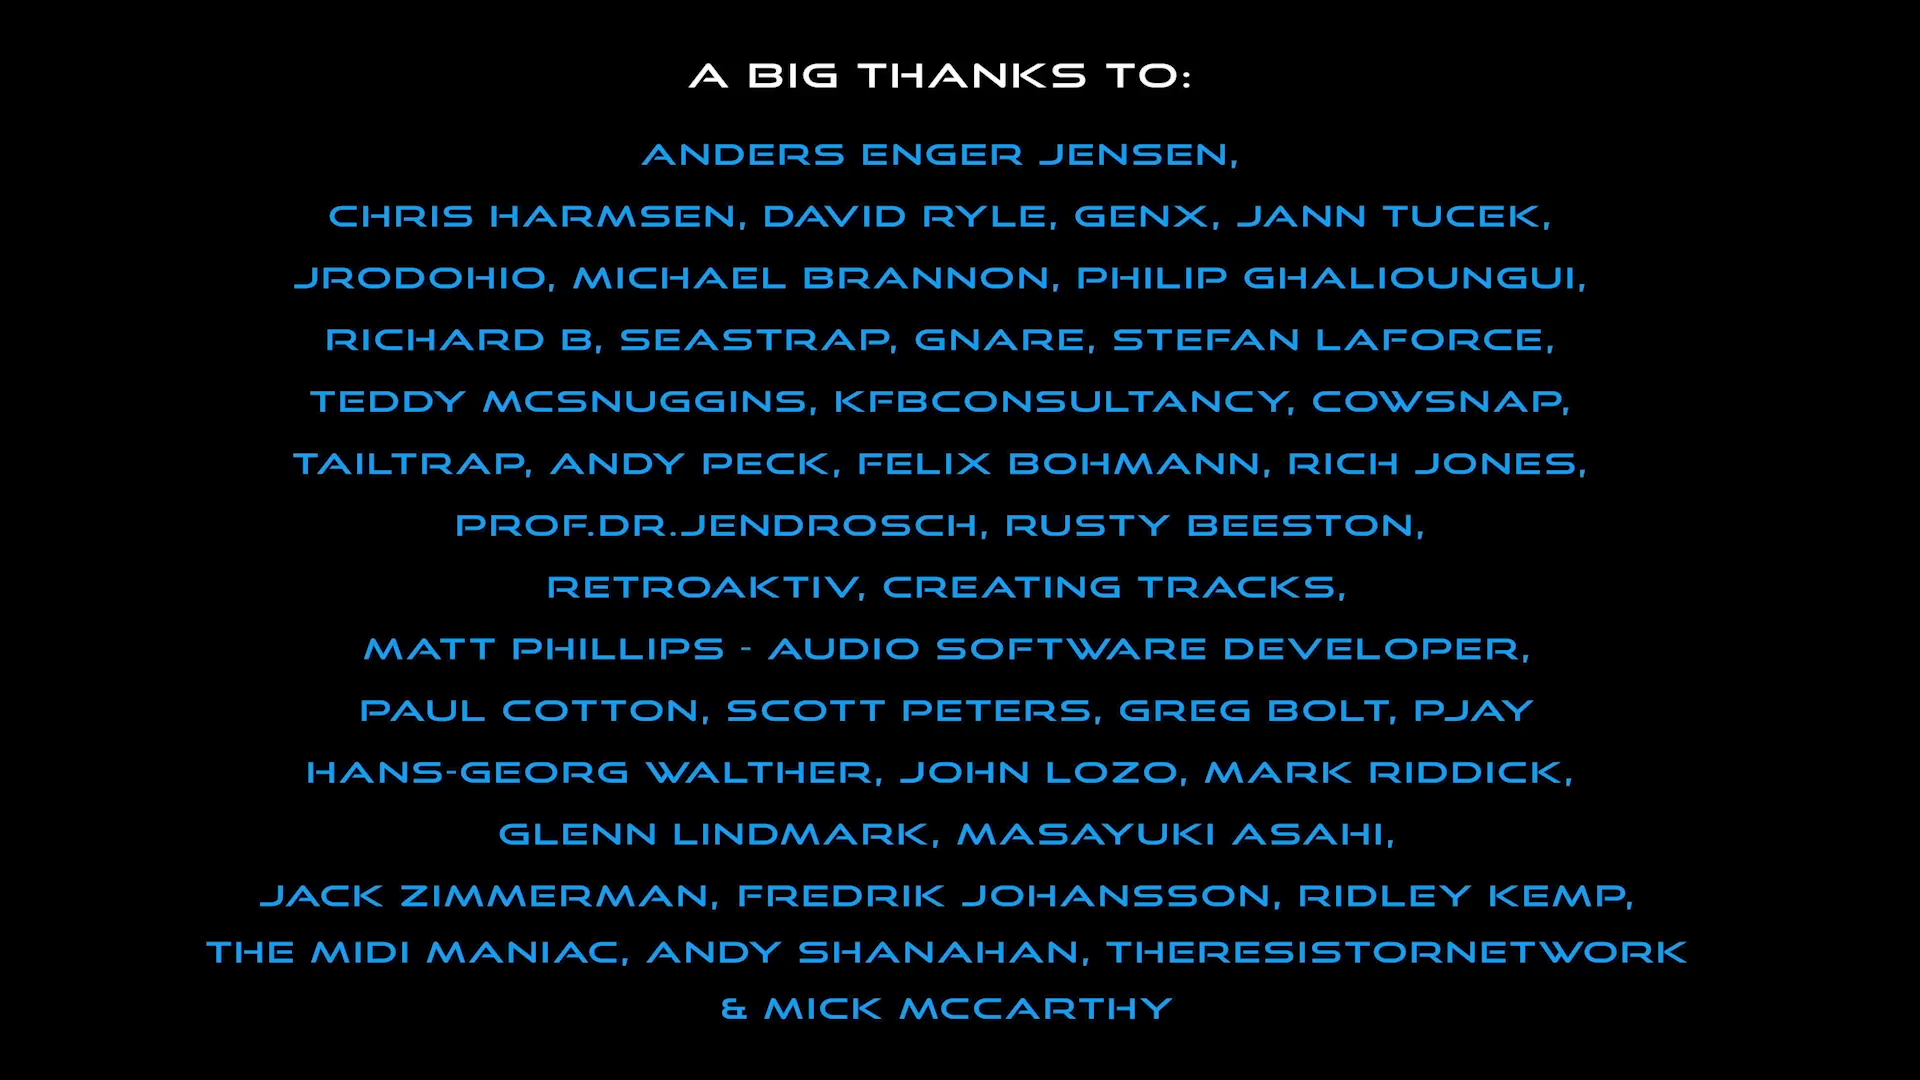 A BIG THANKS TO:
ANDERS ENGER JENSEN,
CHRIS HARMSEN, DAVID RYLE, GENX, JANN TUCEK,
JRODOHIO, MICHAEL BRANNON, PHILIP GHALIOUNGUI,
RICHARD B, SEASTRAP, GNARE, STEFAN LAFORCE,
TEDDY MCSNUGGINS, KFBCONSULTANCY, COWSNAP,
TAILTRAP, ANDY PECK, FELIX BOHMANN, RICH JONES,
PROF.DR.JENDROSCH, RUSTY BEESTON,
RETROAKTIV, CREATING TRACKS,
MATT PHILLIPS - AUDIO SOFTWARE DEVELOPER,
PAUL COTTON, SCOTT PETERS, GREG BOLT, PJAY
HANS-GEORG WALTHER, JOHN LOZO, MARK RIDDICK,
GLENN LINDMARK, MASAYUKI ASAHI,
JACK ZIMMERMAN, FREDRIK JOHANSSON, RIDLEY KEMP,
THE MIDI MANIAC, ANDY SHANAHAN, THERESISTORNETWORK
& MICK MCCARTHY